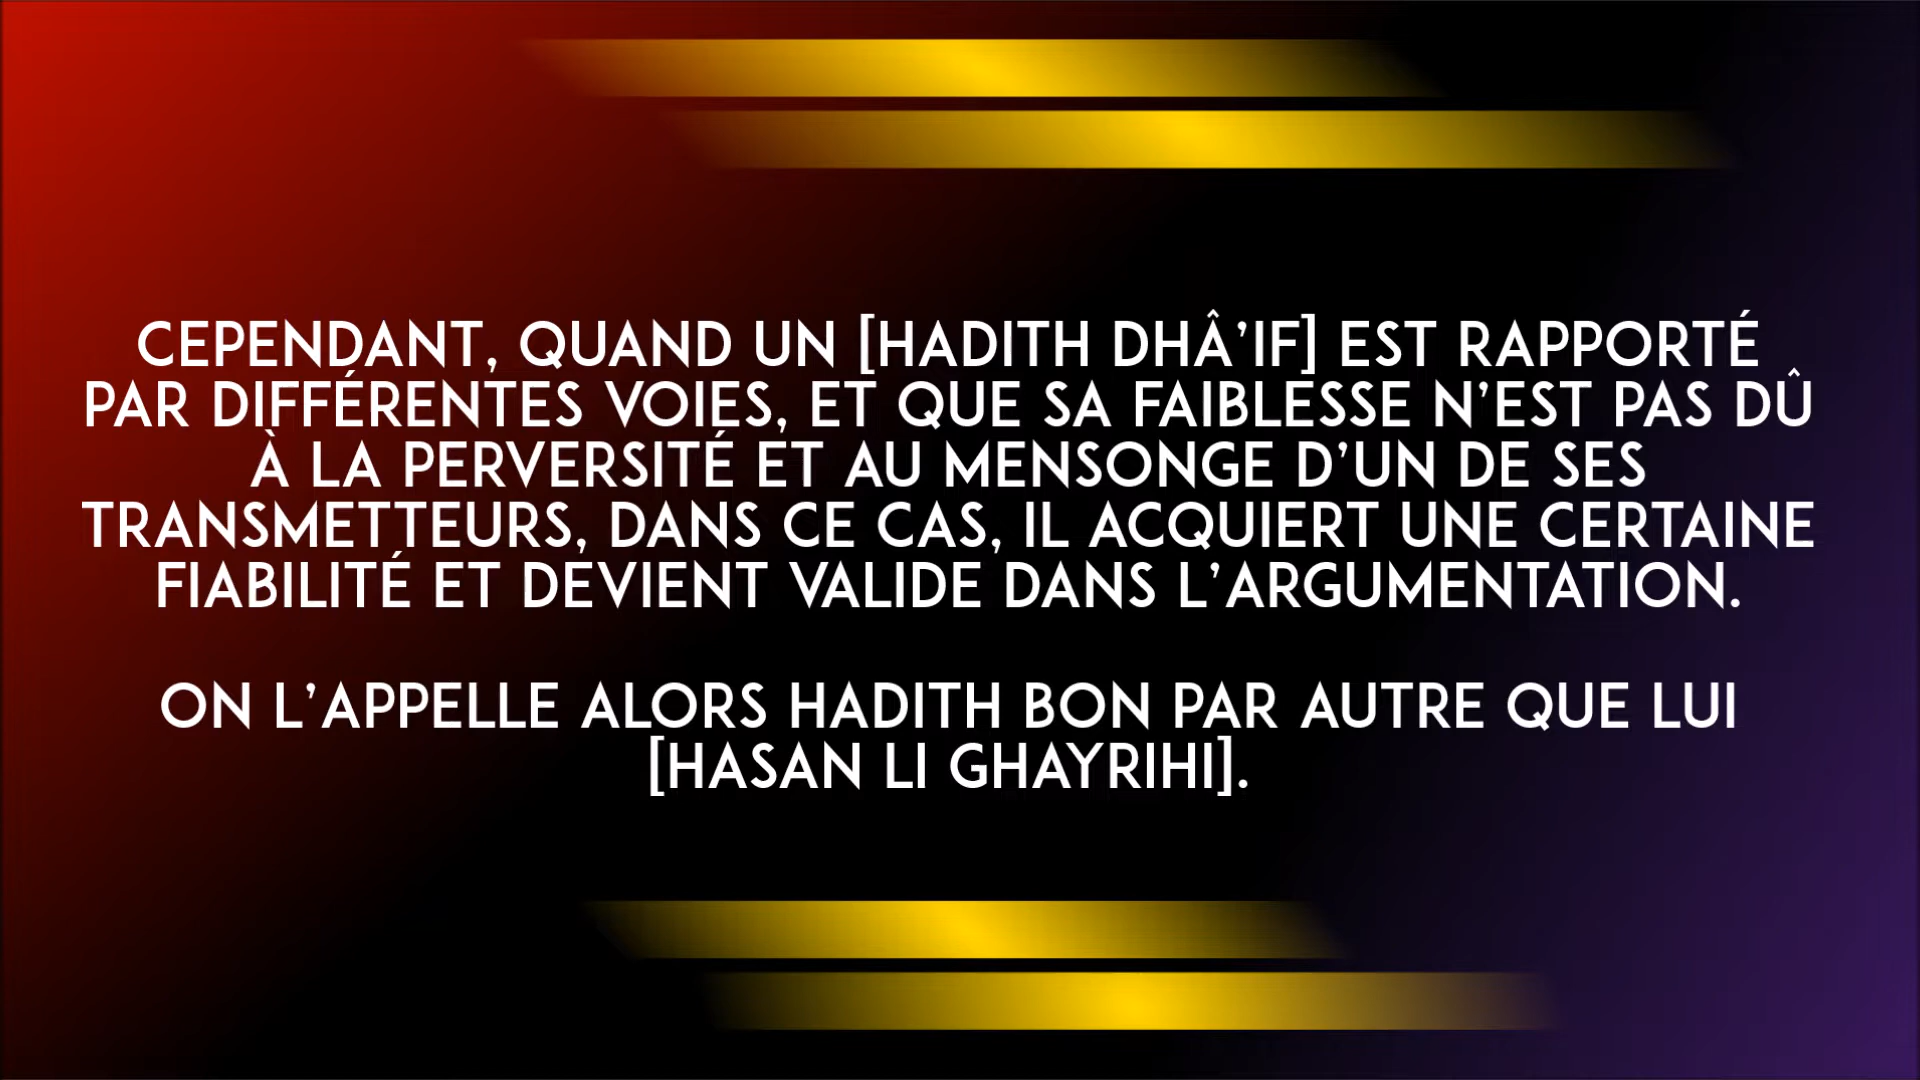 CEPENDANT, QUAND UN [HADITH DHÂ’IF] EST RAPPORTÉ
PAR DIFFÉRENTES VOIES, ET QUE SA FAIBLESSE N’EST PAS DÛ
À LA PERVERSITÉ ET AU MENSONGE D’UN DE SES
TRANSMETTEURS, DANS CE CAS, IL ACQUIERT UNE CERTAINE
FIABILITÉ ET DEVIENT VALIDE DANS L’ARGUMENTATION.
ON L’APPELLE ALORS HADITH BON PAR AUTRE QUE LUI
[HASAN LI GHAYRIHI].